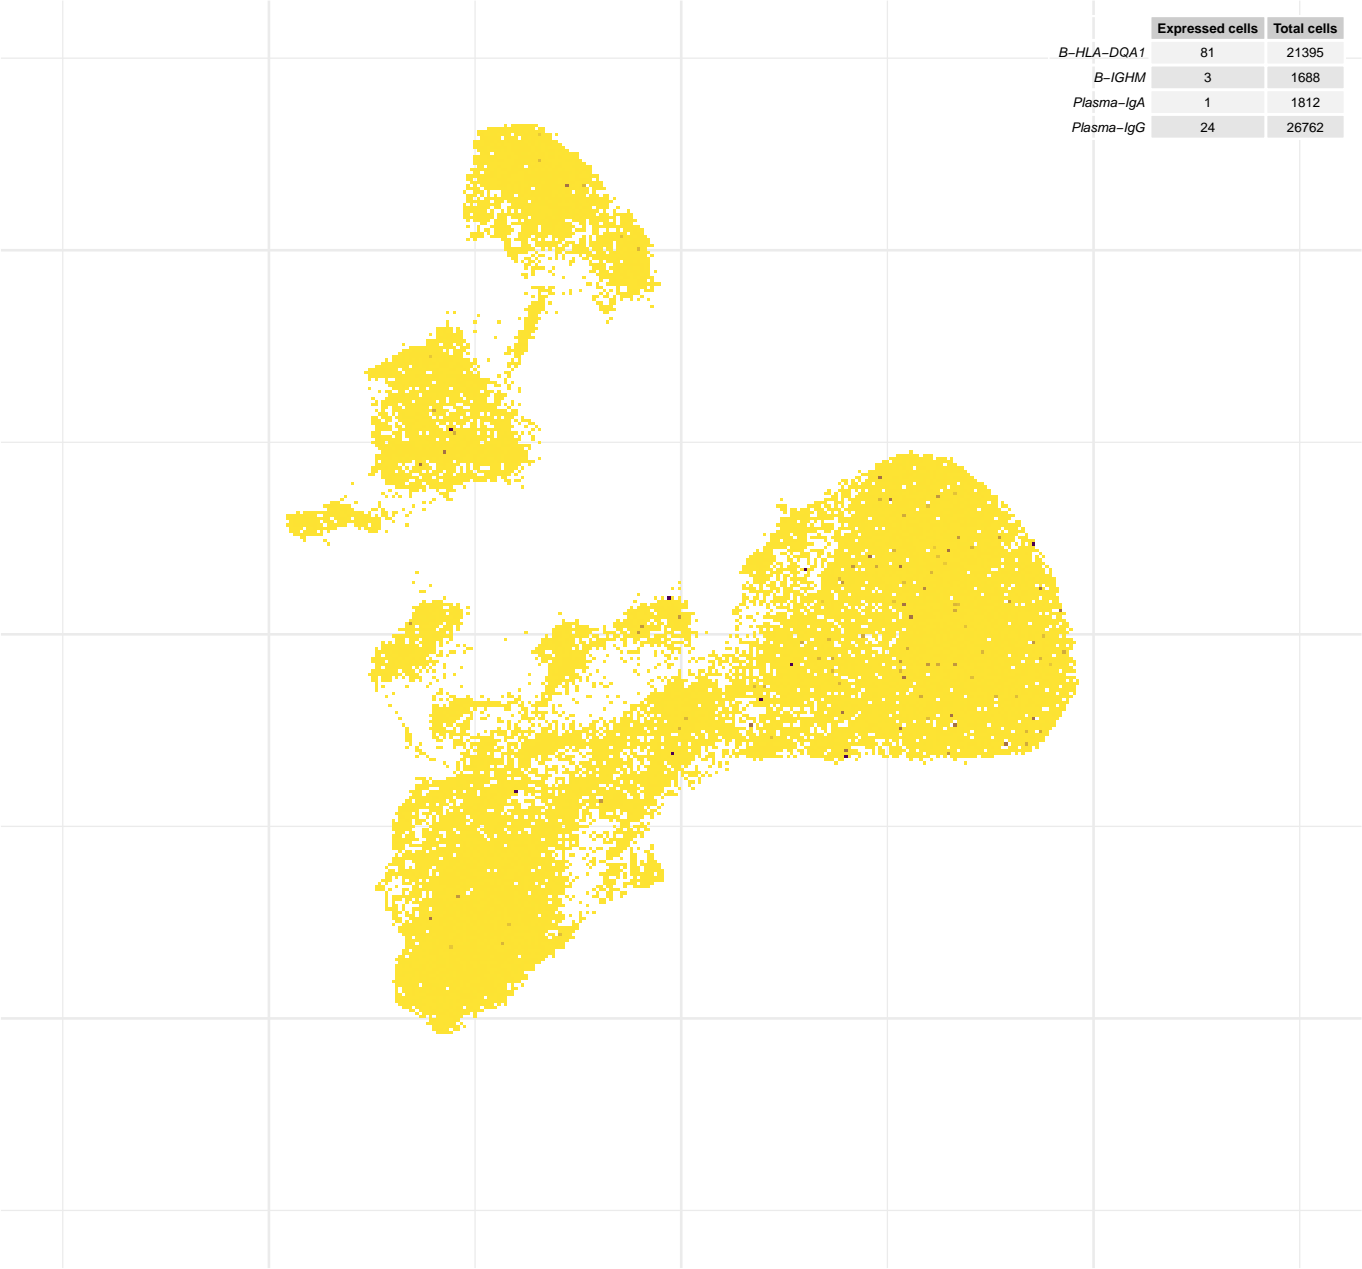 Expressed cells Total cells
B−HLA−DQA1 81 21395
B−IGHM 3 1688
Plasma−IgA 1 1812
Plasma−IgG 24 26762